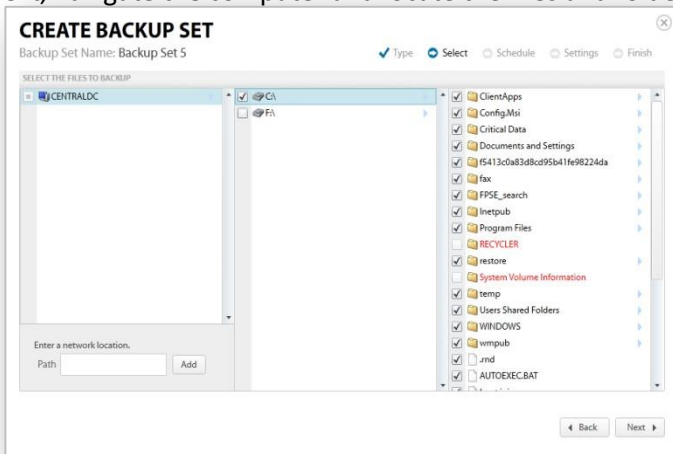 CREATE BACKUP SET
Backup Set Name: Backup Set 5
Type Select Schedule Settings Finish
SELECT THE FILES TO BACKUP
CENTRALDC
C:\
F:\
ClientApps
Config.Msi
Critical Data
Documents and Settings
f5413c0a83d8cd95b41fe98224da
fax
FPSE_search
Inetpub
Program Files
RECYCLER
restore
System Volume Information
temp
Users Shared Folders
WINDOWS
wmpub
.rnd
AUTOEXEC.BAT
Enter a network location.
Path Add
Back Next